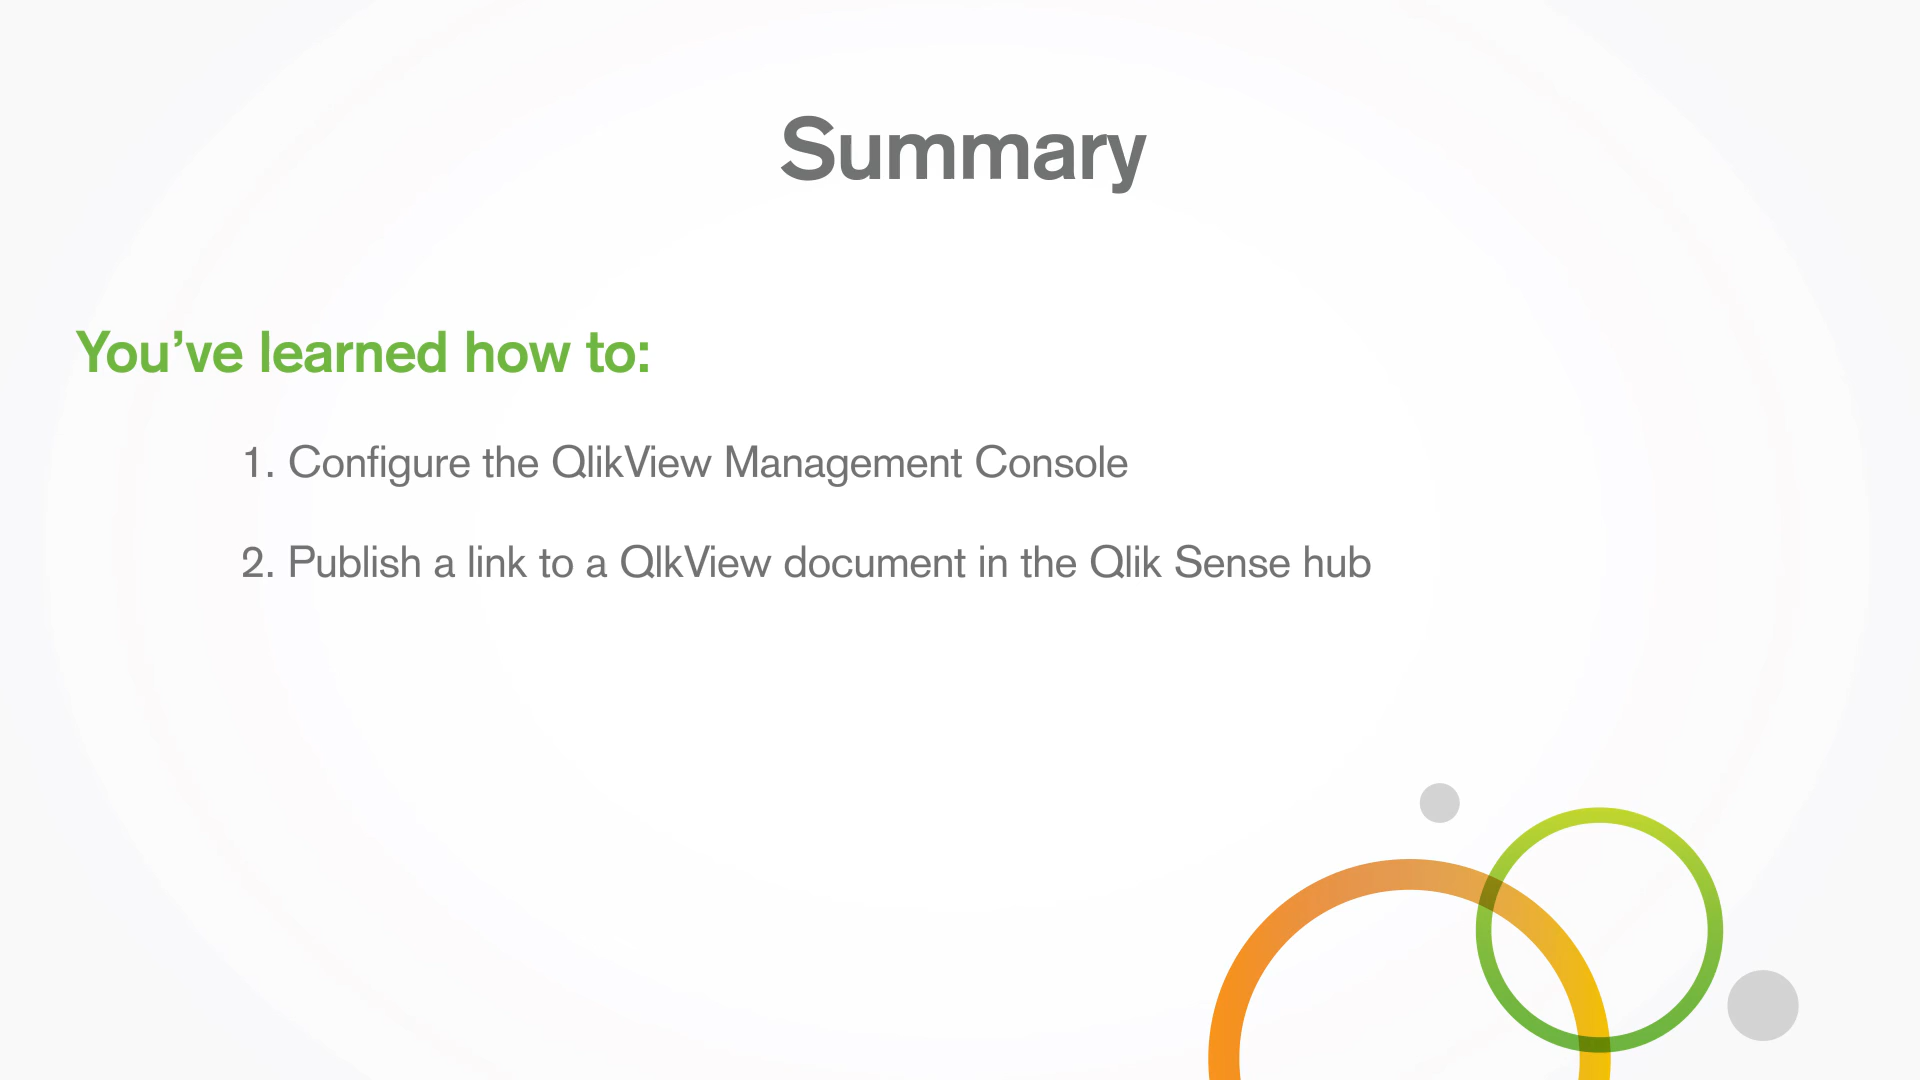 Summary
You’ve learned how to:
1. Configure the QlikView Management Console
2. Publish a link to a QlkView document in the Qlik Sense hub